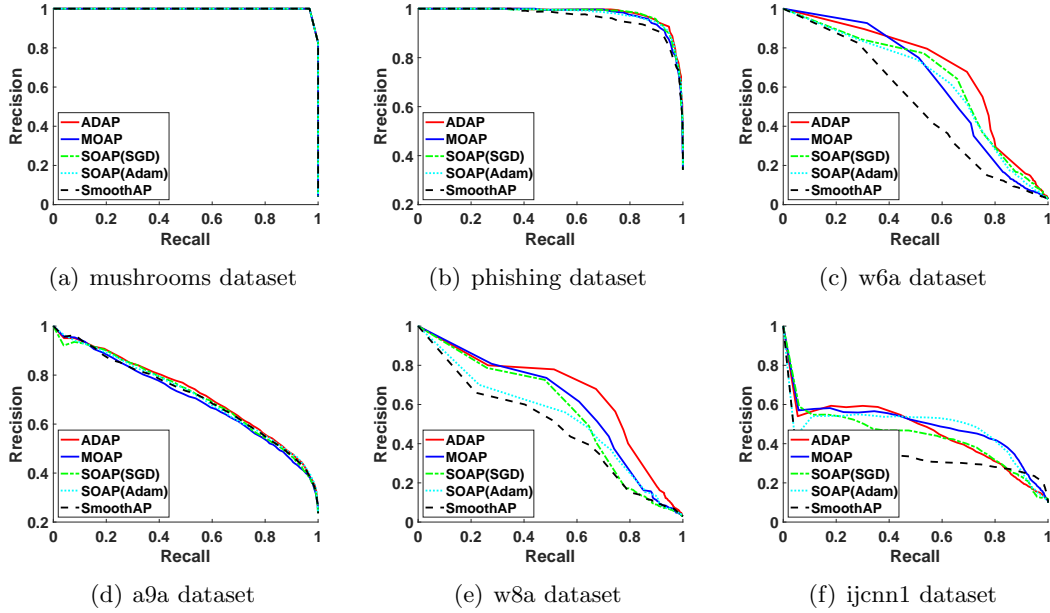 1
0.8
0.6
0.4
0.2
0
Rrecision
ADAP
MOAP
SOAP(SGD)
SOAP(Adam)
SmoothAP
0 0.2 0.4 0.6 0.8 1
Recall
(a) mushrooms dataset
1
0.8
0.6
0.4
0.2
Rrecision
ADAP
MOAP
SOAP(SGD)
SOAP(Adam)
SmoothAP
0 0.2 0.4 0.6 0.8 1
Recall
(b) phishing dataset
1
0.8
0.6
0.4
0.2
0
Rrecision
ADAP
MOAP
SOAP(SGD)
SOAP(Adam)
SmoothAP
0 0.2 0.4 0.6 0.8 1
Recall
(c) w6a dataset
1
0.8
0.6
0.4
0.2
Rrecision
ADAP
MOAP
SOAP(SGD)
SOAP(Adam)
SmoothAP
0 0.2 0.4 0.6 0.8 1
Recall
(d) a9a dataset
1
0.8
0.6
0.4
0.2
0
Rrecision
ADAP
MOAP
SOAP(SGD)
SOAP(Adam)
SmoothAP
0 0.2 0.4 0.6 0.8 1
Recall
(e) w8a dataset
1
0.8
0.6
0.4
0.2
0
Rrecision
ADAP
MOAP
SOAP(SGD)
SOAP(Adam)
SmoothAP
0 0.2 0.4 0.6 0.8 1
Recall
(f) ijcnn1 dataset